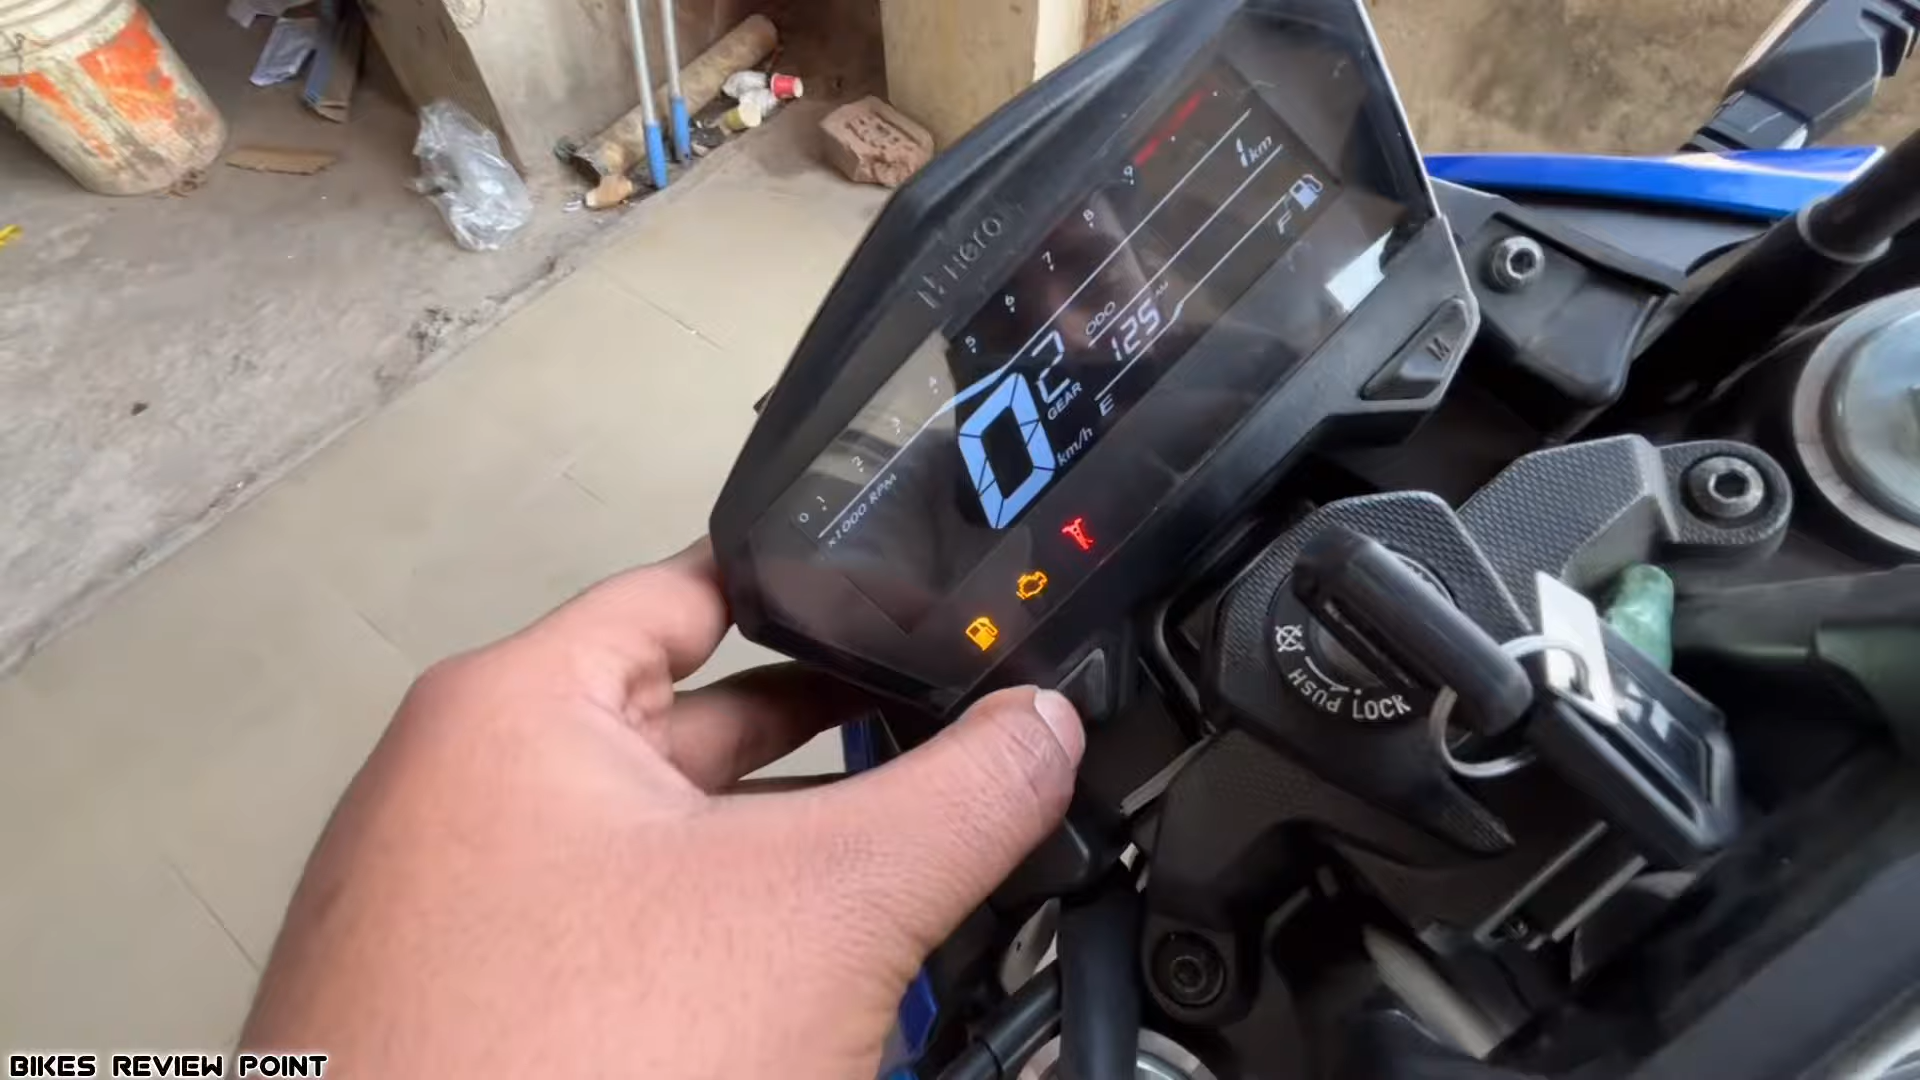 Hero
0 1 2 3 4 5 6 7 8 9
x1000 RPM
1 km
2
GEAR
ODO
125 AM
0
km/h
E
F
M
PUSH LOCK
BIKES REVIEW POINT